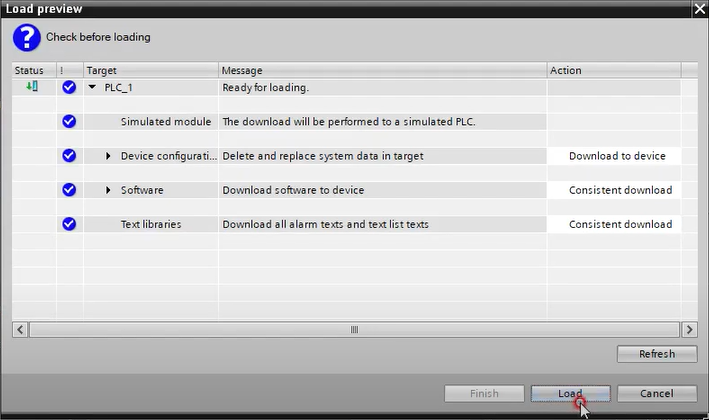 Load preview
Check before loading
Status ! Target Message Action
PLC_1 Ready for loading.
Simulated module The download will be performed to a simulated PLC.
Device configurati... Delete and replace system data in target Download to device
Software Download software to device Consistent download
Text libraries Download all alarm texts and text list texts Consistent download
Refresh
Finish Load Cancel